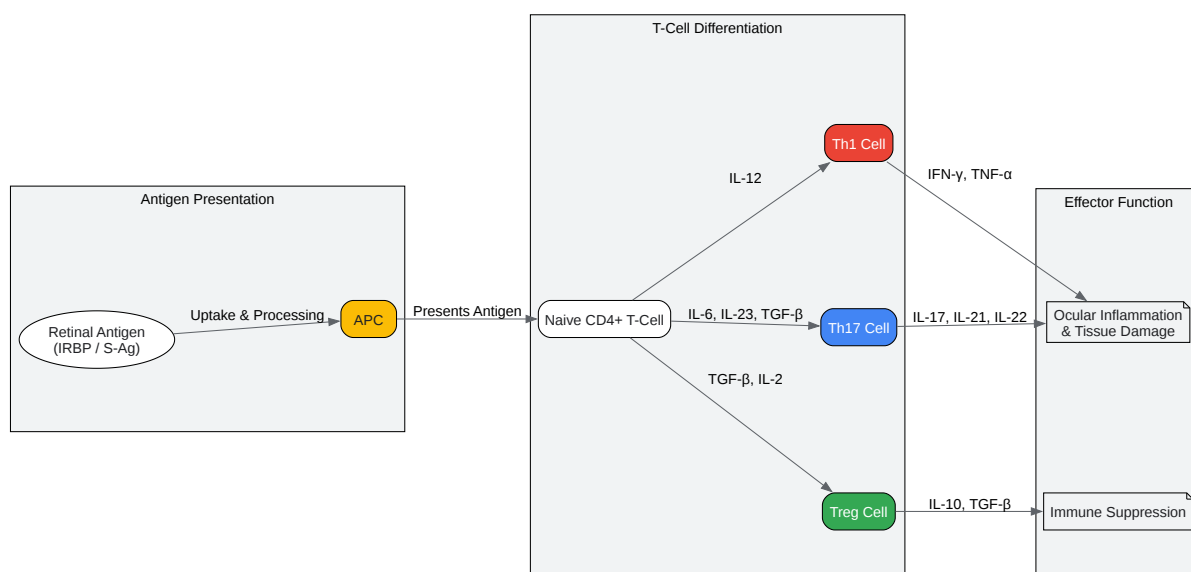 Antigen Presentation
Retinal Antigen
(IRBP / S-Ag)
Uptake & Processing
APC
Presents Antigen
T-Cell Differentiation
Naive CD4+ T-Cell
IL-12
Th1 Cell
IL-6, IL-23, TGF-β
Th17 Cell
TGF-β, IL-2
Treg Cell
IFN-γ, TNF-α
IL-17, IL-21, IL-22
IL-10, TGF-β
Effector Function
Ocular Inflammation
& Tissue Damage
Immune Suppression